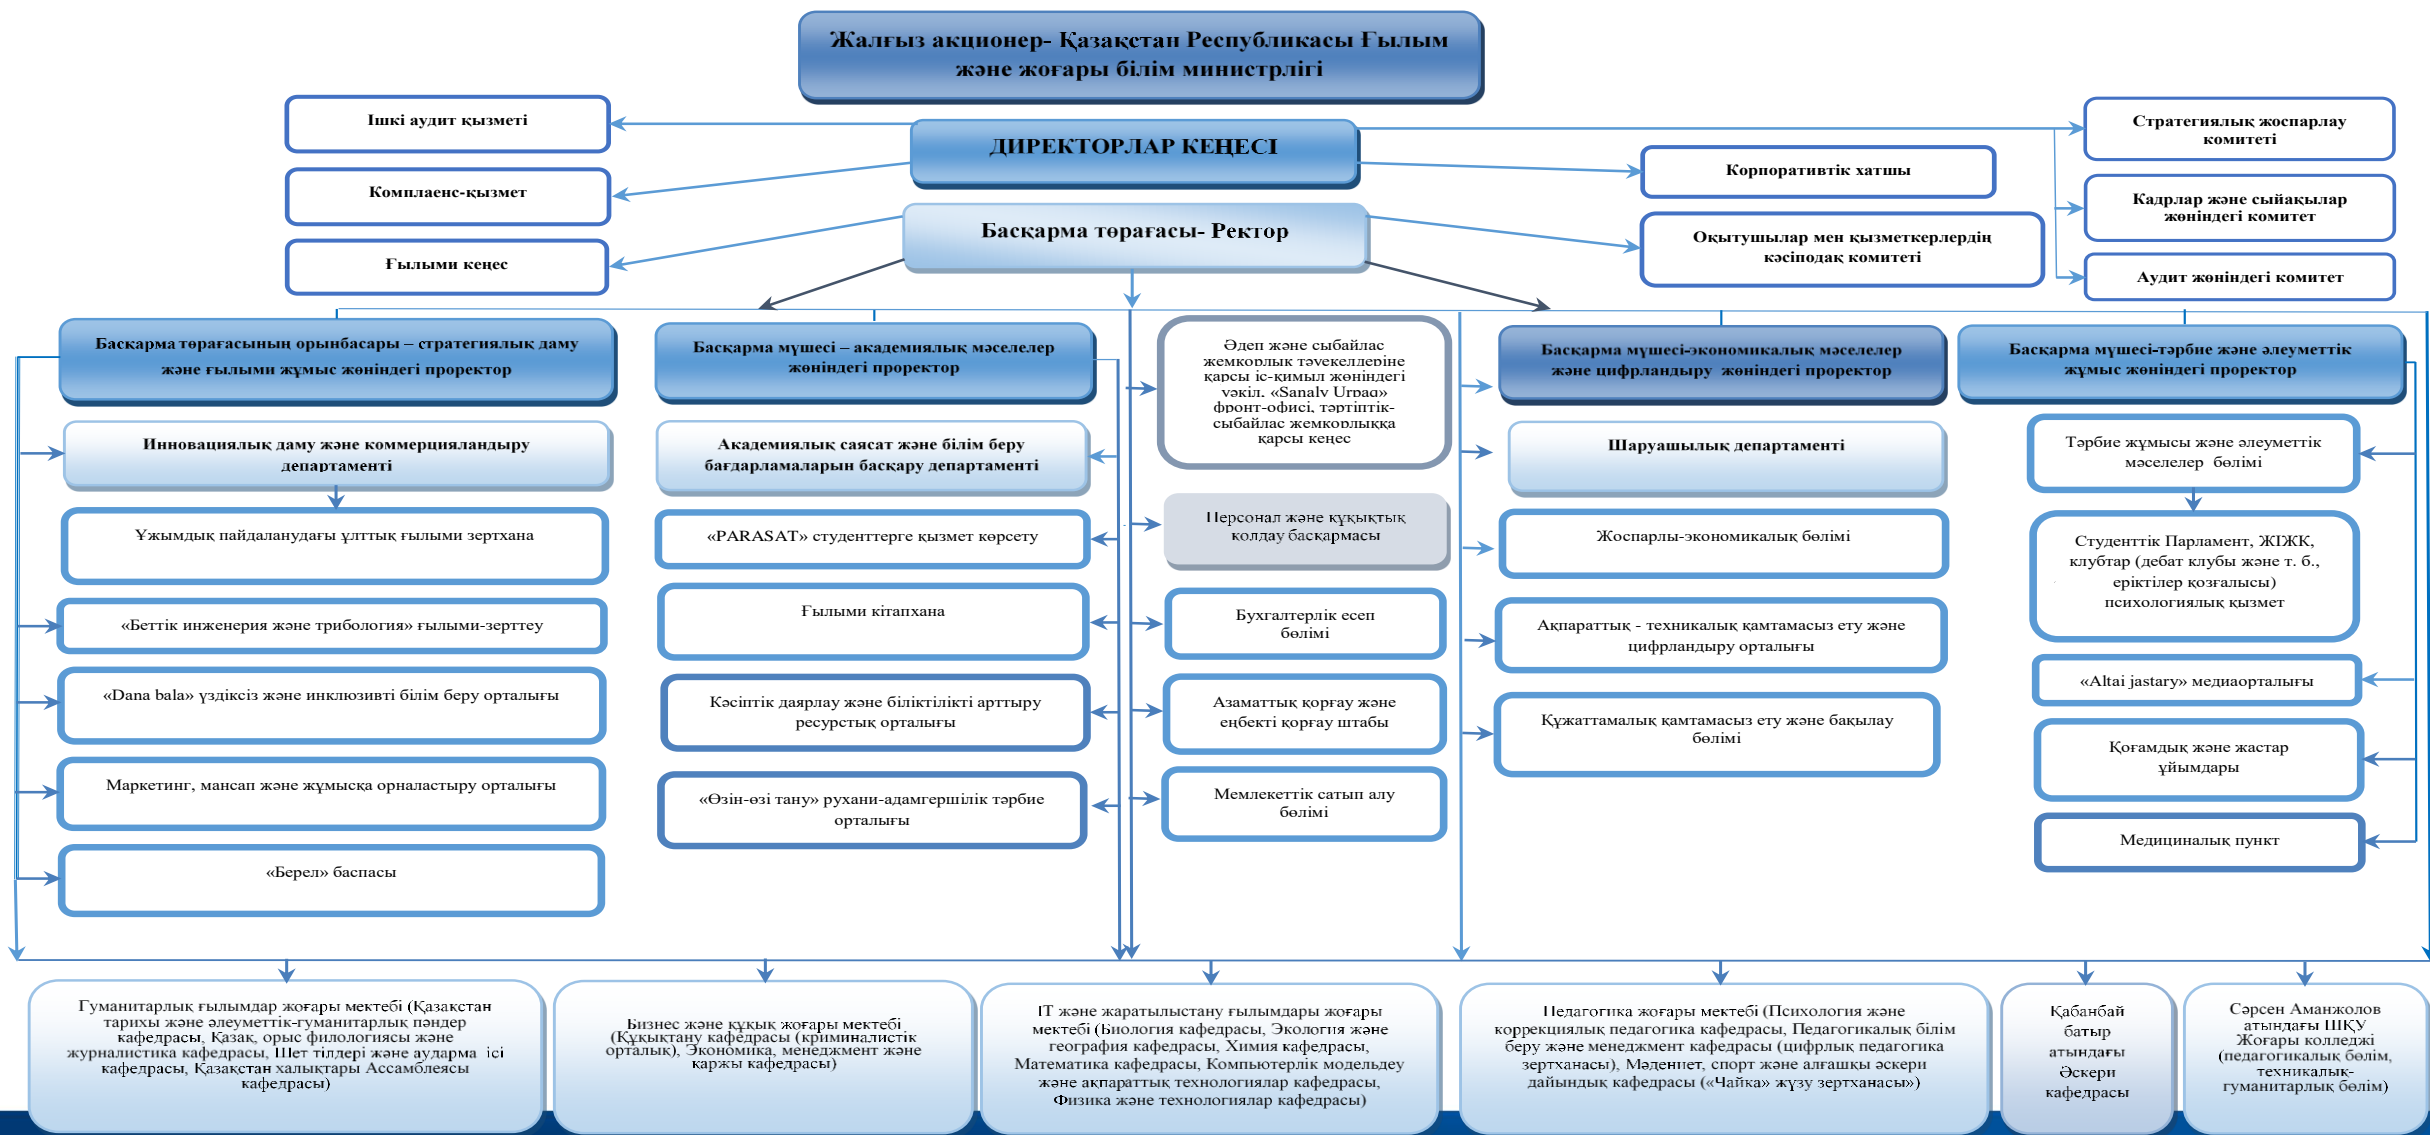 Жалғыз акционер- Қазақстан Республикасы Ғылым
және жоғары білім министрлігі
ДИРЕКТОРЛАР КЕҢЕСІ
Басқарма төрағасы- Ректор
Ішкі аудит қызметі
Комплаенс-қызмет
Ғылыми кеңес
Корпоративтік хатшы
Оқытушылар мен қызметкерлердің
кәсіподақ комитеті
Стратегиялық жоспарлау
комитеті
Кадрлар және сыйақылар
жөніндегі комитет
Аудит жөніндегі комитет
Басқарма төрағасының орынбасары – стратегиялық даму
және ғылыми жұмыс жөніндегі проректор
Инновациялық даму және коммерцияландыру
департаменті
Ұжымдық пайдаланудағы ұлттық ғылыми зертхана
«Беттік инженерия және трибология» ғылыми-зерттеу
«Dana bala» үздіксіз және инклюзивті білім беру орталығы
Маркетинг, мансап және жұмысқа орналастыру орталығы
«Берел» баспасы
Басқарма мүшесі – академиялық мәселелер
жөніндегі проректор
Академиялық саясат және білім беру
бағдарламаларын басқару департаменті
«PARASAT» студенттерге қызмет көрсету
Ғылыми кітапхана
Кәсіптік даярлау және біліктілікті арттыру
ресурстық орталығы
«Өзін-өзі тану» рухани-адамгершілік тәрбие
орталығы
Әдеп және сыбайлас
жемқорлық тәуекелдеріне
қарсы іс-қимыл жөніндегі
уәкіл, «Sanaly Urpaq»
фронт-офисі, тәртіптік-
сыбайлас жемқорлыққа
қарсы кеңес
Персонал және құқықтық
қолдау басқармасы
Бухгалтерлік есеп
бөлімі
Азаматтық қорғау және
еңбекті қорғау штабы
Мемлекеттік сатып алу
бөлімі
Басқарма мүшесі-экономикалық мәселелер
және цифрландыру жөніндегі проректор
Шаруашылық департаменті
Жоспарлы-экономикалық бөлімі
Ақпараттық - техникалық қамтамасыз ету және
цифрландыру орталығы
Құжаттамалық қамтамасыз ету және бақылау
бөлімі
Басқарма мүшесі-тәрбие және әлеуметтік
жұмыс жөніндегі проректор
Тәрбие жұмысы және әлеуметтік
мәселелер бөлімі
Студенттік Парламент, ЖІЖК,
клубтар (дебат клубы және т. б.,
еріктілер қозғалысы)
психологиялық қызмет
«Altai jastary» медиаорталығы
Қоғамдық және жастар
ұйымдары
Медициналық пункт
Гуманитарлық ғылымдар жоғары мектебі (Қазақстан
тарихы және әлеуметтік-гуманитарлық пәндер
кафедрасы, Қазақ, орыс филологиясы және
журналистика кафедрасы, Шет тілдері және аударма ісі
кафедрасы, Қазақстан халықтары Ассамблеясы
кафедрасы)
Бизнес және құқық жоғары мектебі
(Құқықтану кафедрасы (криминалистік
орталық), Экономика, менеджмент және
қаржы кафедрасы)
ІТ және жаратылыстану ғылымдары жоғары
мектебі (Биология кафедрасы, Экология және
география кафедрасы, Химия кафедрасы,
Математика кафедрасы, Компьютерлік модельдеу
және ақпараттық технологиялар кафедрасы,
Физика және технологиялар кафедрасы)
Педагогика жоғары мектебі (Психология және
коррекциялық педагогика кафедрасы, Педагогикалық білім
беру және менеджмент кафедрасы (цифрлық педагогика
зертханасы), Мәдениет, спорт және алғашқы әскери
дайындық кафедрасы («Чайка» жүзу зертханасы»)
Қабанбай
батыр
атындағы
Әскери
кафедрасы
Сәрсен Аманжолов
атындағы ШҚУ
Жоғары колледжі
(педагогикалық бөлім,
техникалық-
гуманитарлық бөлім)